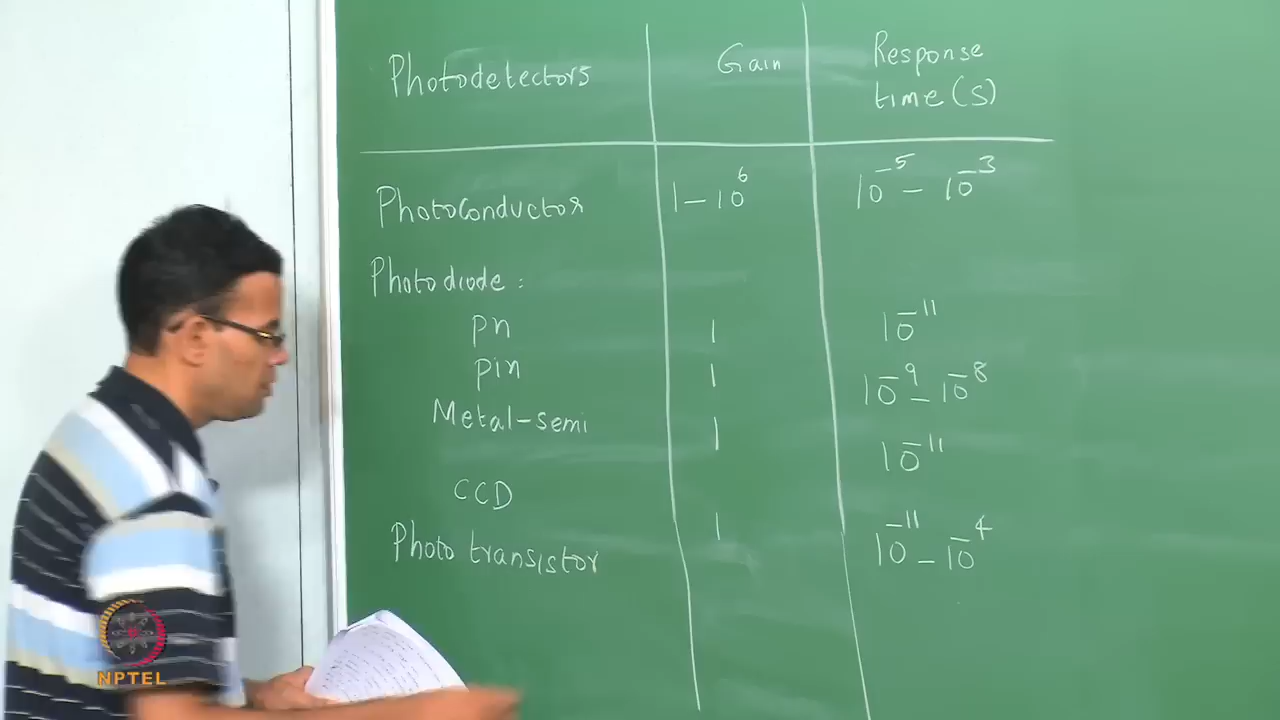 Photodetectors Gain Response time (s)
Photoconductor 1 – 10⁶ 10⁻⁵ – 10⁻³
Photodiode :
pn 1 10⁻¹¹
pin 1 10⁻⁹ – 10⁻⁸
Metal-semi 1 10⁻¹¹
CCD 1 10⁻¹¹ – 10⁻⁴
Photo transistor
NPTEL